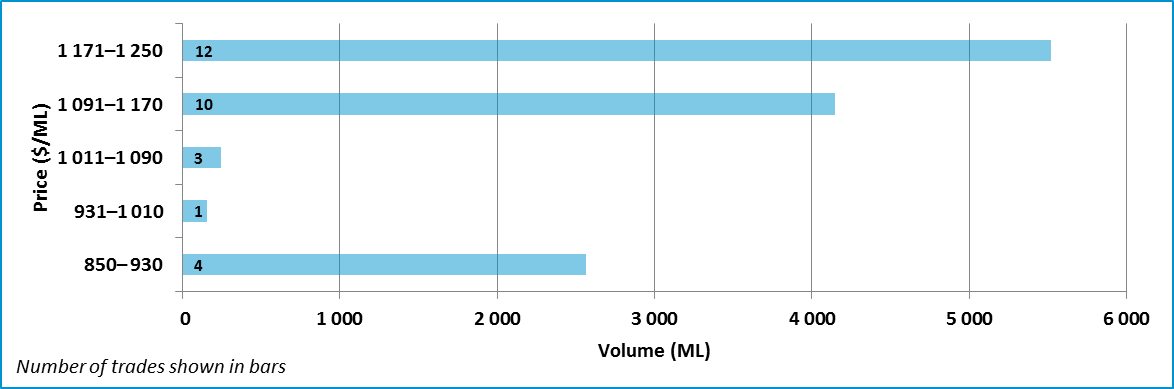 1 171–1 250
12
1 091–1 170
10
1 011–1 090
3
931–1 010
1
850–930
4
Price ($/ML)
0 1 000 2 000 3 000 4 000 5 000 6 000
Volume (ML)
Number of trades shown in bars